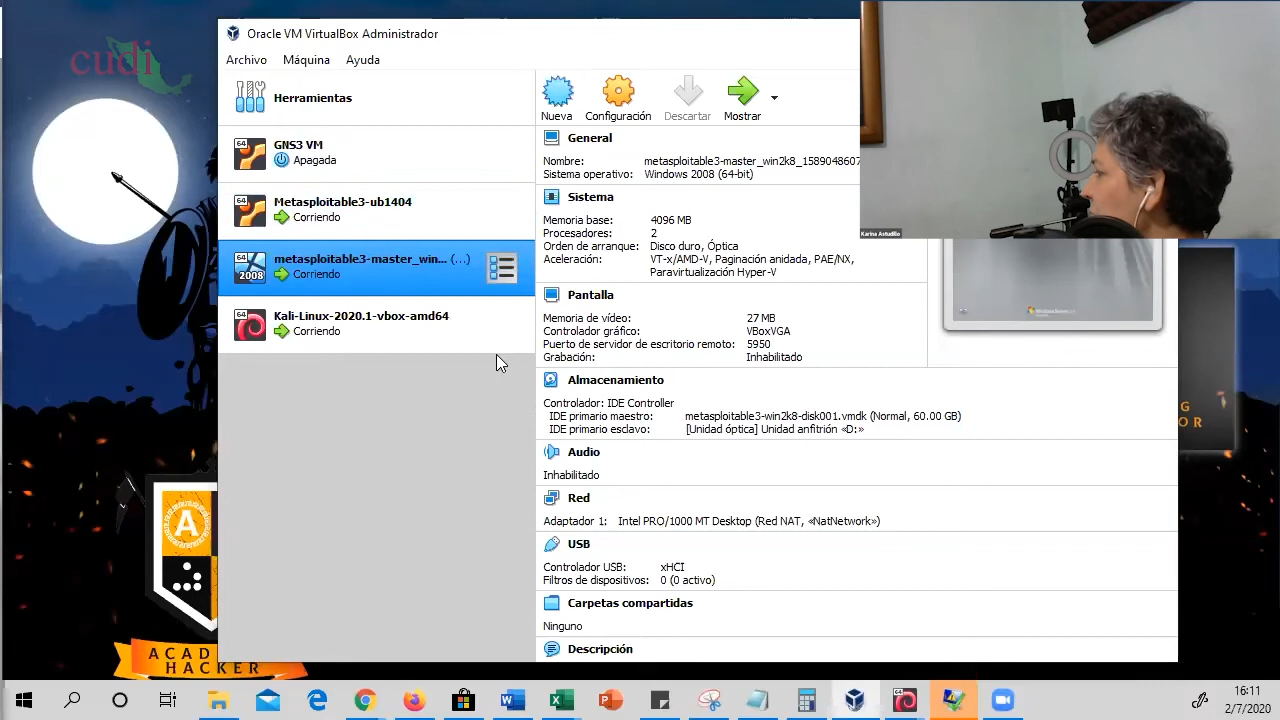 cudi
Oracle VM VirtualBox Administrador
Archivo Máquina Ayuda
Herramientas
64
GNS3 VM
Apagada
64
Metasploitable3-ub1404
Corriendo
64
2008
metasploitable3-master_win... (...)
Corriendo
64
Kali-Linux-2020.1-vbox-amd64
Corriendo
Nueva Configuración Descartar Mostrar
General
Nombre: metasploitable3-master_win2k8_1589048607
Sistema operativo: Windows 2008 (64-bit)
Sistema
Memoria base: 4096 MB
Procesadores: 2
Orden de arranque: Disco duro, Óptica
Aceleración: VT-x/AMD-V, Paginación anidada, PAE/NX,
Paravirtualización Hyper-V
Pantalla
Memoria de vídeo: 27 MB
Controlador gráfico: VBoxVGA
Puerto de servidor de escritorio remoto: 5950
Grabación: Inhabilitado
Almacenamiento
Controlador: IDE Controller
IDE primario maestro: metasploitable3-win2k8-disk001.vmdk (Normal, 60.00 GB)
IDE primario esclavo: [Unidad óptica] Unidad anfitrión «D:»
Audio
Inhabilitado
Red
Adaptador 1: Intel PRO/1000 MT Desktop (Red NAT, «NatNetwork»)
USB
Controlador USB: xHCI
Filtros de dispositivos: 0 (0 activo)
Carpetas compartidas
Ninguno
Descripción
Karina Astudillo
G
OR
A
ACAD
HACKER
16:11
2/7/2020